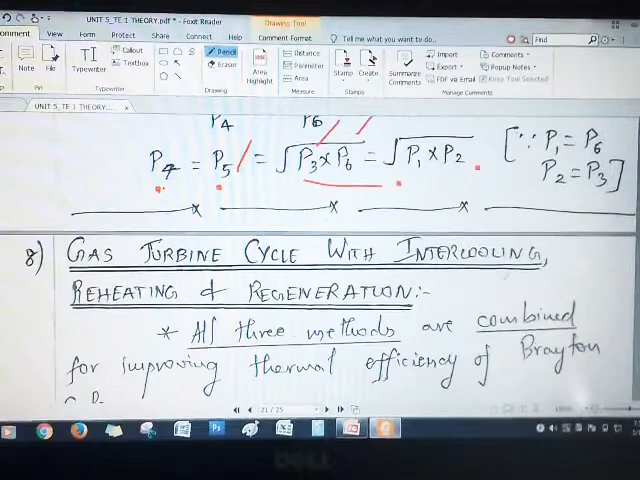 UNIT 5_TE 1 THEORY.pdf * - Foxit Reader
Drawing Tool
Comment Form View Protect Share Connect Help Comment Format Tell me what you want to do.. Find
Note File Typewriter Callout Textbox Pencil Eraser Area Highlight Distance Perimeter Area Stamp Create Summarize Comments Import Export FDF via Email Comments Popup Notes Keep Tool Selected
Typewriter Drawing Measure Stamps Manage Comments
UNIT 5_TE 1 THEORY....
P4 P6
P4 = P5 = √P3 × P6 = √P1 × P2 [∵ P1 = P6
P2 = P3]
8) GAS TURBINE CYCLE WITH INTERCOOLING,
REHEATING & REGENERATION:-
* All three methods are combined
for improving thermal efficiency of Brayton
21 / 25
DELL